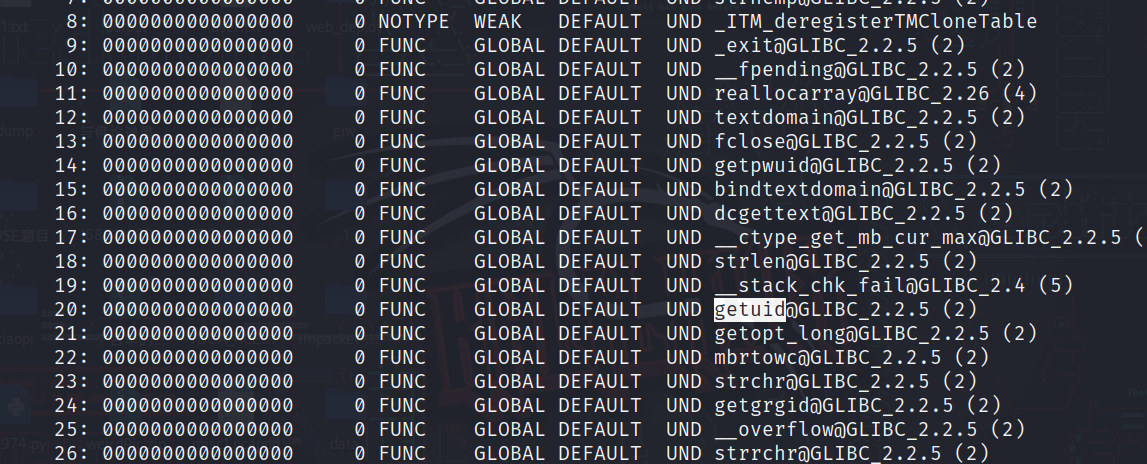 7: 0000000000000000 0 FUNC GLOBAL DEFAULT UND strncmp@GLIBC_2.2.5 (2)
8: 0000000000000000 0 NOTYPE WEAK DEFAULT UND _ITM_deregisterTMCloneTable
9: 0000000000000000 0 FUNC GLOBAL DEFAULT UND _exit@GLIBC_2.2.5 (2)
10: 0000000000000000 0 FUNC GLOBAL DEFAULT UND __fpending@GLIBC_2.2.5 (2)
11: 0000000000000000 0 FUNC GLOBAL DEFAULT UND reallocarray@GLIBC_2.26 (4)
12: 0000000000000000 0 FUNC GLOBAL DEFAULT UND textdomain@GLIBC_2.2.5 (2)
13: 0000000000000000 0 FUNC GLOBAL DEFAULT UND fclose@GLIBC_2.2.5 (2)
14: 0000000000000000 0 FUNC GLOBAL DEFAULT UND getpwuid@GLIBC_2.2.5 (2)
15: 0000000000000000 0 FUNC GLOBAL DEFAULT UND bindtextdomain@GLIBC_2.2.5 (2)
16: 0000000000000000 0 FUNC GLOBAL DEFAULT UND dcgettext@GLIBC_2.2.5 (2)
17: 0000000000000000 0 FUNC GLOBAL DEFAULT UND __ctype_get_mb_cur_max@GLIBC_2.2.5 (
18: 0000000000000000 0 FUNC GLOBAL DEFAULT UND strlen@GLIBC_2.2.5 (2)
19: 0000000000000000 0 FUNC GLOBAL DEFAULT UND __stack_chk_fail@GLIBC_2.4 (5)
20: 0000000000000000 0 FUNC GLOBAL DEFAULT UND getuid@GLIBC_2.2.5 (2)
21: 0000000000000000 0 FUNC GLOBAL DEFAULT UND getopt_long@GLIBC_2.2.5 (2)
22: 0000000000000000 0 FUNC GLOBAL DEFAULT UND mbrtowc@GLIBC_2.2.5 (2)
23: 0000000000000000 0 FUNC GLOBAL DEFAULT UND strchr@GLIBC_2.2.5 (2)
24: 0000000000000000 0 FUNC GLOBAL DEFAULT UND getgrgid@GLIBC_2.2.5 (2)
25: 0000000000000000 0 FUNC GLOBAL DEFAULT UND __overflow@GLIBC_2.2.5 (2)
26: 0000000000000000 0 FUNC GLOBAL DEFAULT UND strrchr@GLIBC_2.2.5 (2)